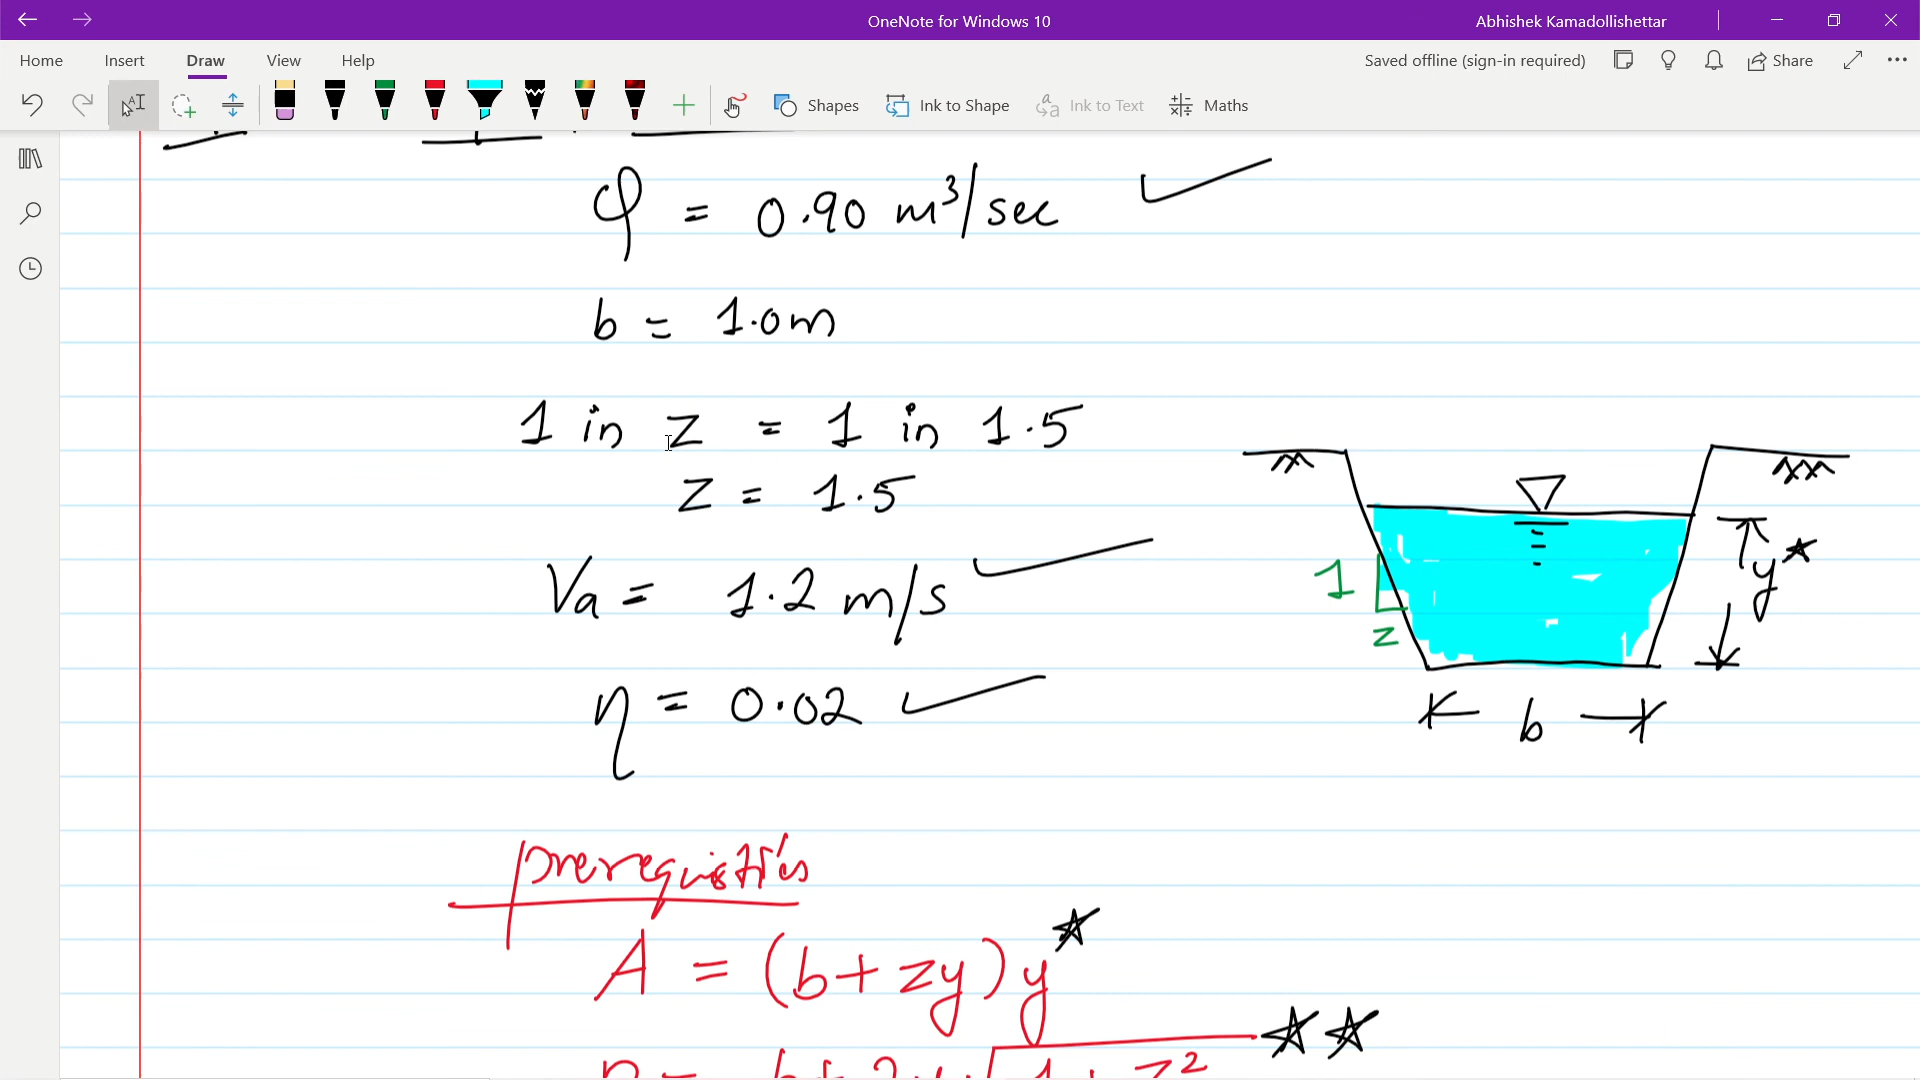 OneNote for Windows 10
Abhishek Kamadollishettar
Home Insert Draw View Help
Saved offline (sign-in required) Share
Shapes Ink to Shape Ink to Text Maths
φ = 0.90 m³/sec
b = 1.0m
1 in z = 1 in 1.5
z = 1.5
Va = 1.2 m/s
η = 0.02
1
z
y*
b
prerequistis
A = (b+zy)y